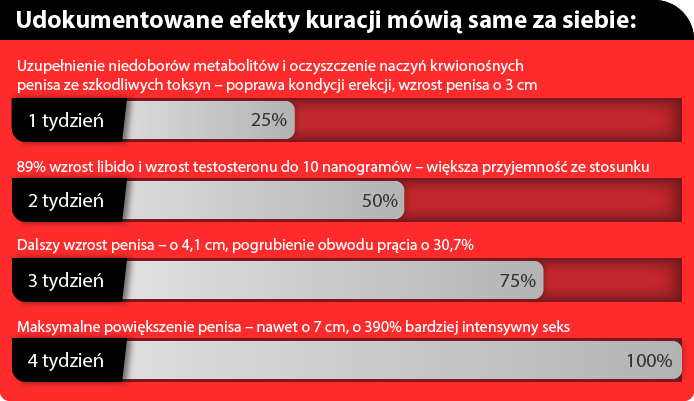 Udokumentowane efekty kuracji mówią same za siebie:
Uzupełnienie niedoborów metabolitów i oczyszczenie naczyń krwionośnych
penisa ze szkodliwych toksyn – poprawa kondycji erekcji, wzrost penisa o 3 cm
1 tydzień 25%
89% wzrost libido i wzrost testosteronu do 10 nanogramów – większa przyjemność ze stosunku
2 tydzień 50%
Dalszy wzrost penisa – o 4,1 cm, pogrubienie obwodu prącia o 30,7%
3 tydzień 75%
Maksymalne powiększenie penisa – nawet o 7 cm, o 390% bardziej intensywny seks
4 tydzień 100%